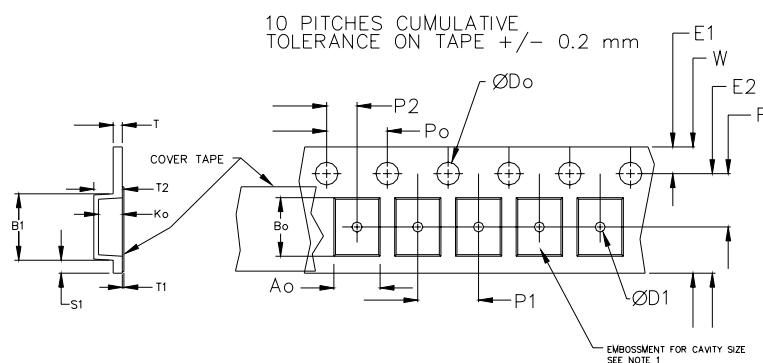 10 PITCHES CUMULATIVE
TOLERANCE ON TAPE +/- 0.2 mm
E1
W
E2
F
ØDo
P2
Po
T
COVER TAPE
T2
Ko
B1
Bo
S1
T1
Ao
P1
ØD1
EMBOSSMENT FOR CAVITY SIZE
SEE NOTE 1